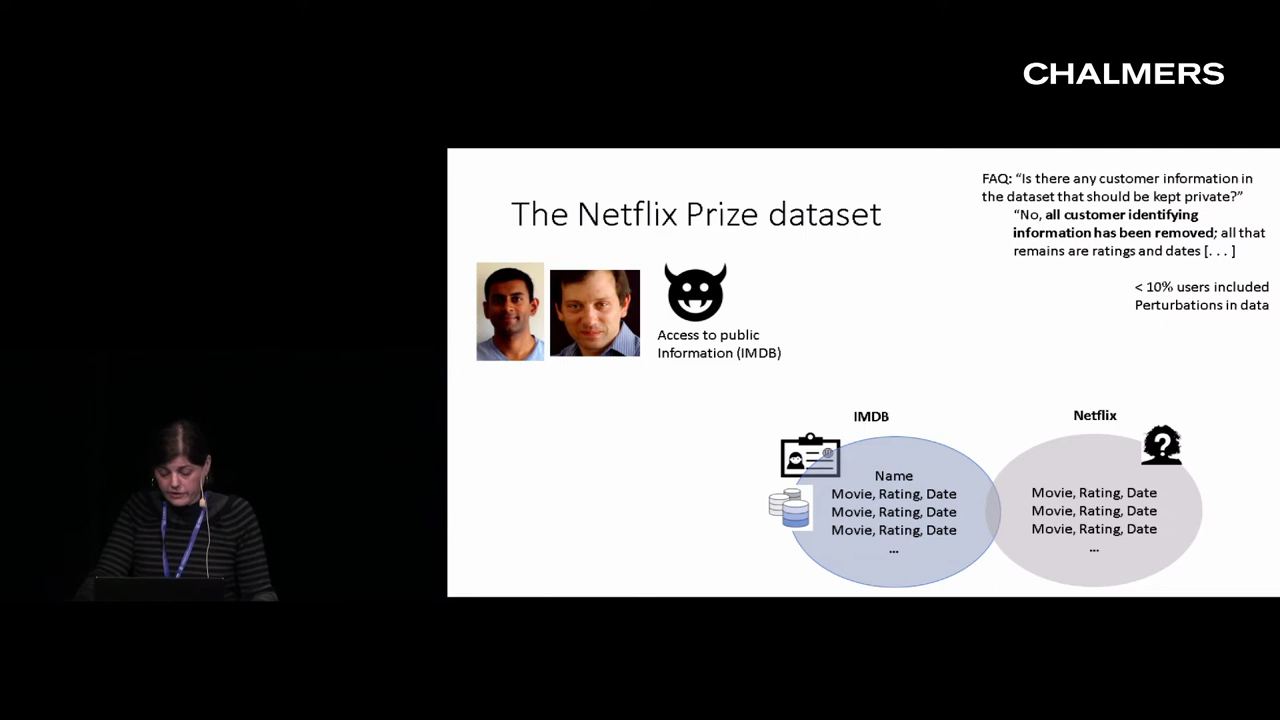 CHALMERS
The Netflix Prize dataset
FAQ: “Is there any customer information in
the dataset that should be kept private?”
“No, all customer identifying
information has been removed; all that
remains are ratings and dates [. . . ]
< 10% users included
Perturbations in data
Access to public
Information (IMDB)
IMDB
Name
Movie, Rating, Date
Movie, Rating, Date
Movie, Rating, Date
...
Netflix
?
Movie, Rating, Date
Movie, Rating, Date
Movie, Rating, Date
...